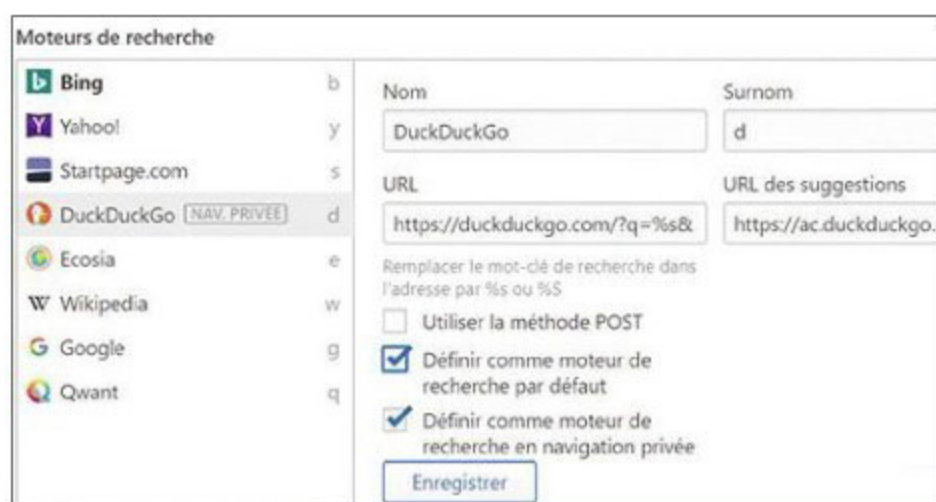 Moteurs de recherche
Bing b
Yahoo! y
Startpage.com s
DuckDuckGo NAV. PRIVÉE d
Ecosia e
W Wikipedia w
Google g
Qwant q
Nom
DuckDuckGo
Surnom
d
URL
https://duckduckgo.com/?q=%s&
URL des suggestions
https://ac.duckduckgo.
Remplacer le mot-clé de recherche dans
l'adresse par %s ou %S
Utiliser la méthode POST
Définir comme moteur de
recherche par défaut
Définir comme moteur de
recherche en navigation privée
Enregistrer